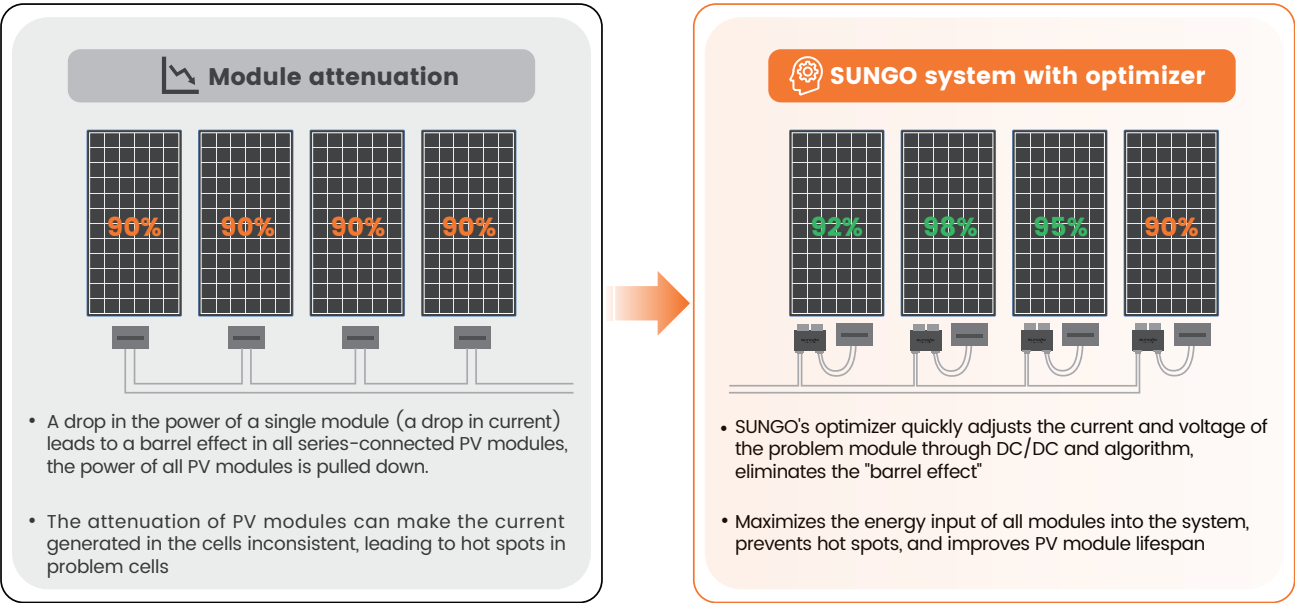 Module attenuation
90% 90% 90% 90%
• A drop in the power of a single module (a drop in current)
leads to a barrel effect in all series-connected PV modules,
the power of all PV modules is pulled down.
• The attenuation of PV modules can make the current
generated in the cells inconsistent, leading to hot spots in
problem cells
SUNGO system with optimizer
92% 98% 95% 90%
• SUNGO's optimizer quickly adjusts the current and voltage of
the problem module through DC/DC and algorithm,
eliminates the "barrel effect"
• Maximizes the energy input of all modules into the system,
prevents hot spots, and improves PV module lifespan